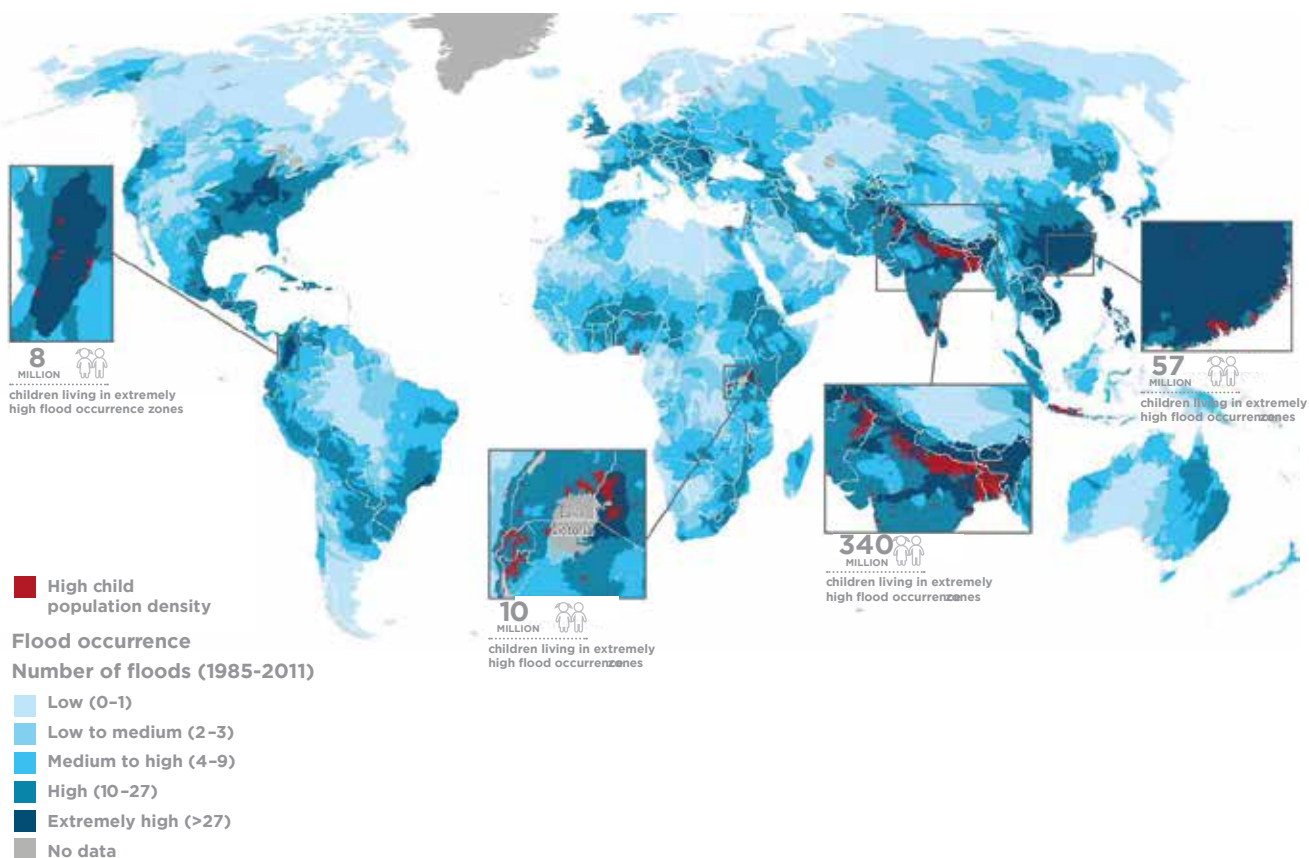 8
MILLION
children living in extremely
high flood occurrence zones
57
MILLION
children living in extremely
high flood occurrence zones
340
MILLION
children living in extremely
high flood occurrence zones
10
MILLION
children living in extremely
high flood occurrence zones
High child
population density
Flood occurrence
Number of floods (1985-2011)
Low (0–1)
Low to medium (2–3)
Medium to high (4–9)
High (10–27)
Extremely high (>27)
No data